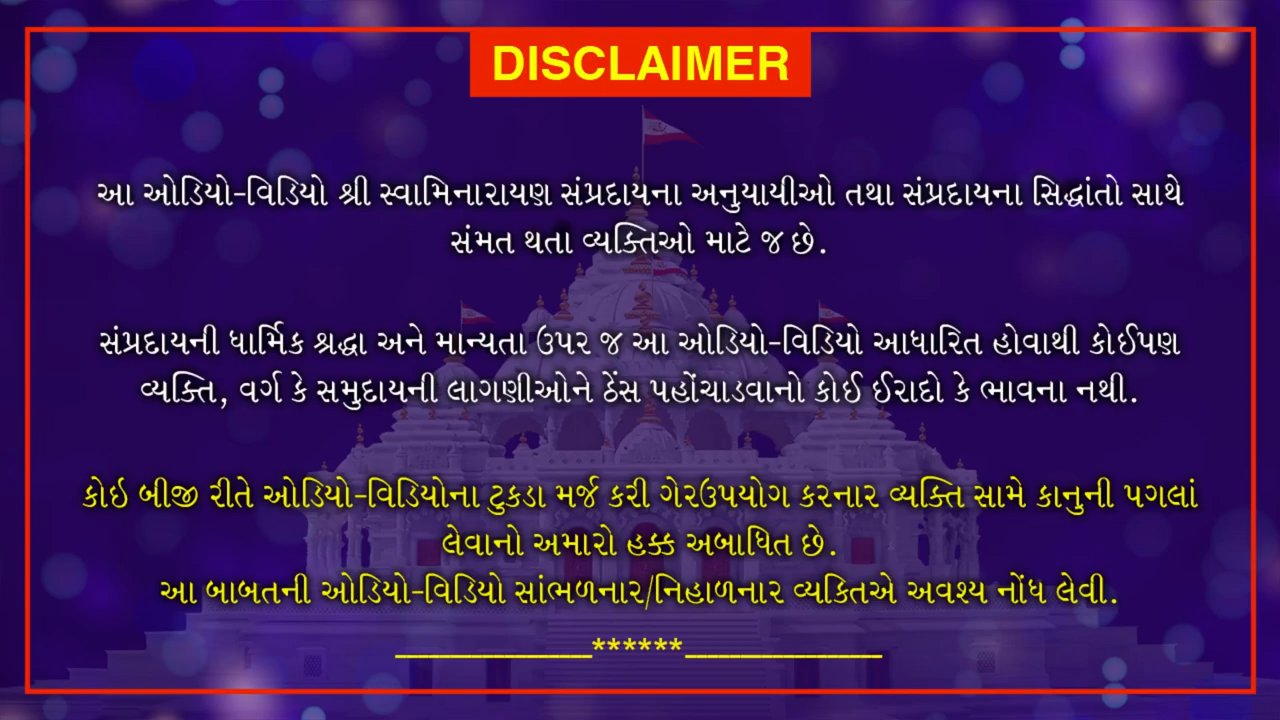 DISCLAIMER
આ ઓડિયો-વિડિયો શ્રી સ્વામિનારાયણ સંપ્રદાયના અનુયાયીઓ તથા સંપ્રદાયના સિદ્ધાંતો સાથે
સંમત થતા વ્યક્તિઓ માટે જ છે.
સંપ્રદાયની ધાર્મિક શ્રદ્ધા અને માન્યતા ઉપર જ આ ઓડિયો-વિડિયો આધારિત હોવાથી કોઈપણ
વ્યક્તિ, વર્ગ કે સમુદાયની લાગણીઓને ઠેંસ પહોંચાડવાનો કોઈ ઈરાદો કે ભાવના નથી.
કોઇ બીજી રીતે ઓડિયો-વિડિયોના ટુકડા મર્જ કરી ગેરઉપયોગ કરનાર વ્યક્તિ સામે કાનુની પગલાં
લેવાનો અમારો હક્ક અબાધિત છે.
આ બાબતની ઓડિયો-વિડિયો સાંભળનાર/નિહાળનાર વ્યકિતએ અવશ્ય નોંધ લેવી.
______________******______________